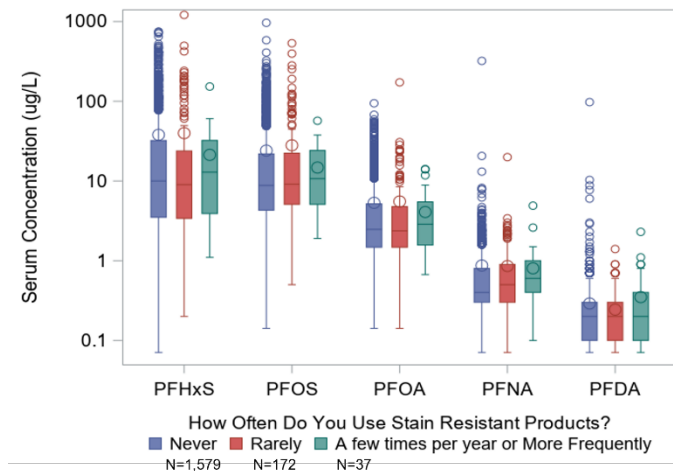 Serum Concentration (ug/L)
1000
100
10
1
0.1
PFHxS PFOS PFOA PFNA PFDA
How Often Do You Use Stain Resistant Products?
Never Rarely A few times per year or More Frequently
N=1,579 N=172 N=37